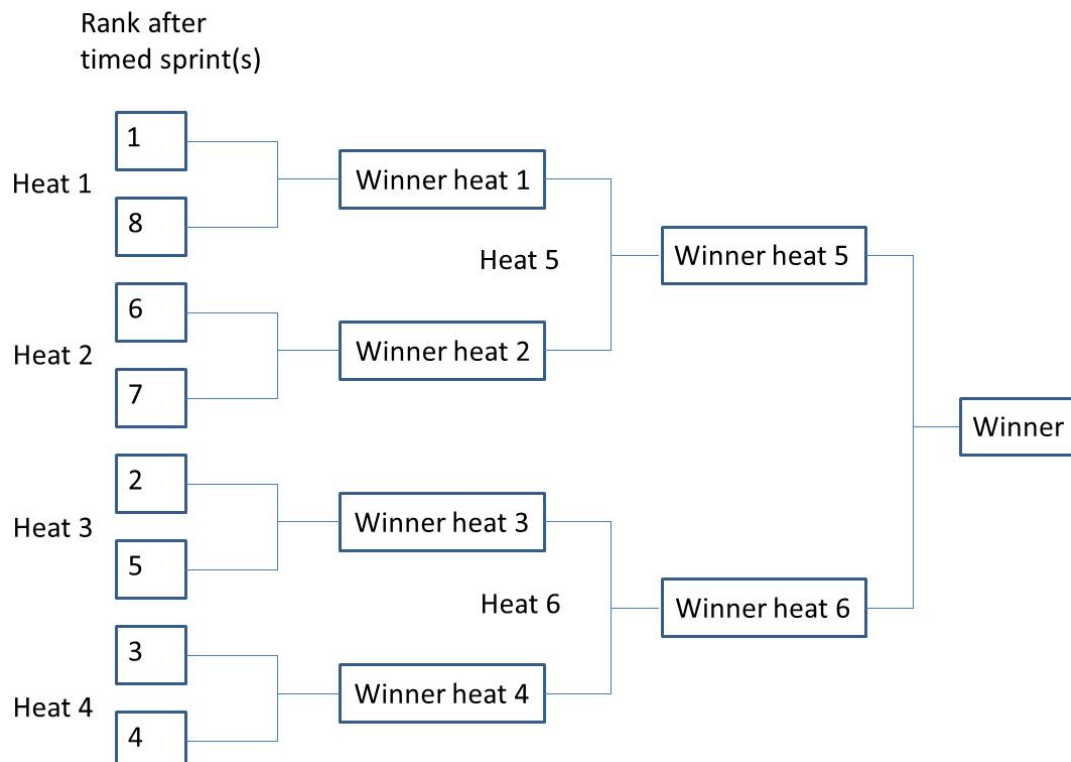 Rank after
timed sprint(s)
Heat 1
1
8
Winner heat 1
Heat 5
Winner heat 5
Heat 2
6
7
Winner heat 2
Winner
Heat 3
2
5
Winner heat 3
Heat 6
Winner heat 6
Heat 4
3
4
Winner heat 4